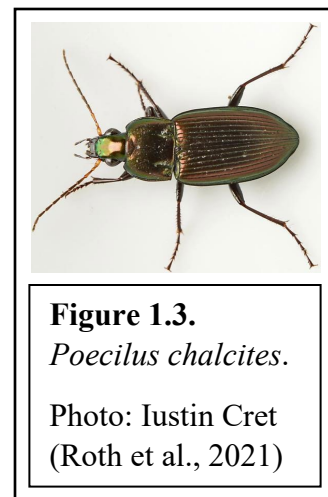 Figure 1.3.
Poecilus chalcites.
Photo: Iustin Cret
(Roth et al., 2021)